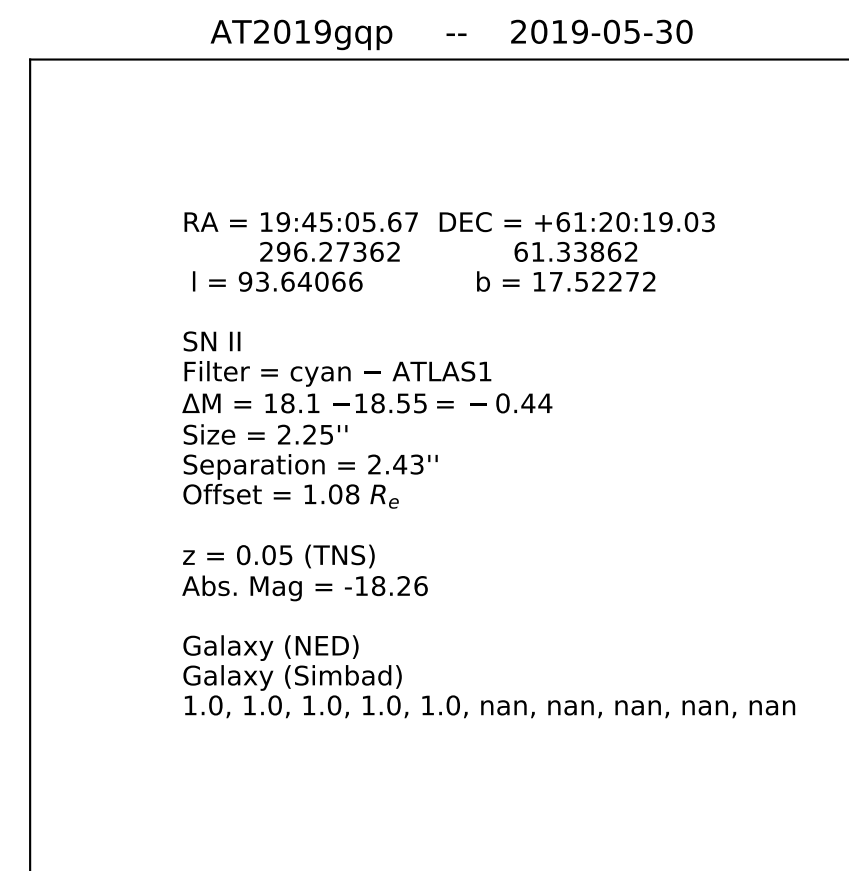 AT2019gqp -- 2019-05-30
RA = 19:45:05.67 DEC = +61:20:19.03
296.27362 61.33862
l = 93.64066 b = 17.52272
SN II
Filter = cyan − ATLAS1
ΔM = 18.1 −18.55 = − 0.44
Size = 2.25''
Separation = 2.43''
Offset = 1.08 Re
z = 0.05 (TNS)
Abs. Mag = -18.26
Galaxy (NED)
Galaxy (Simbad)
1.0, 1.0, 1.0, 1.0, 1.0, nan, nan, nan, nan, nan